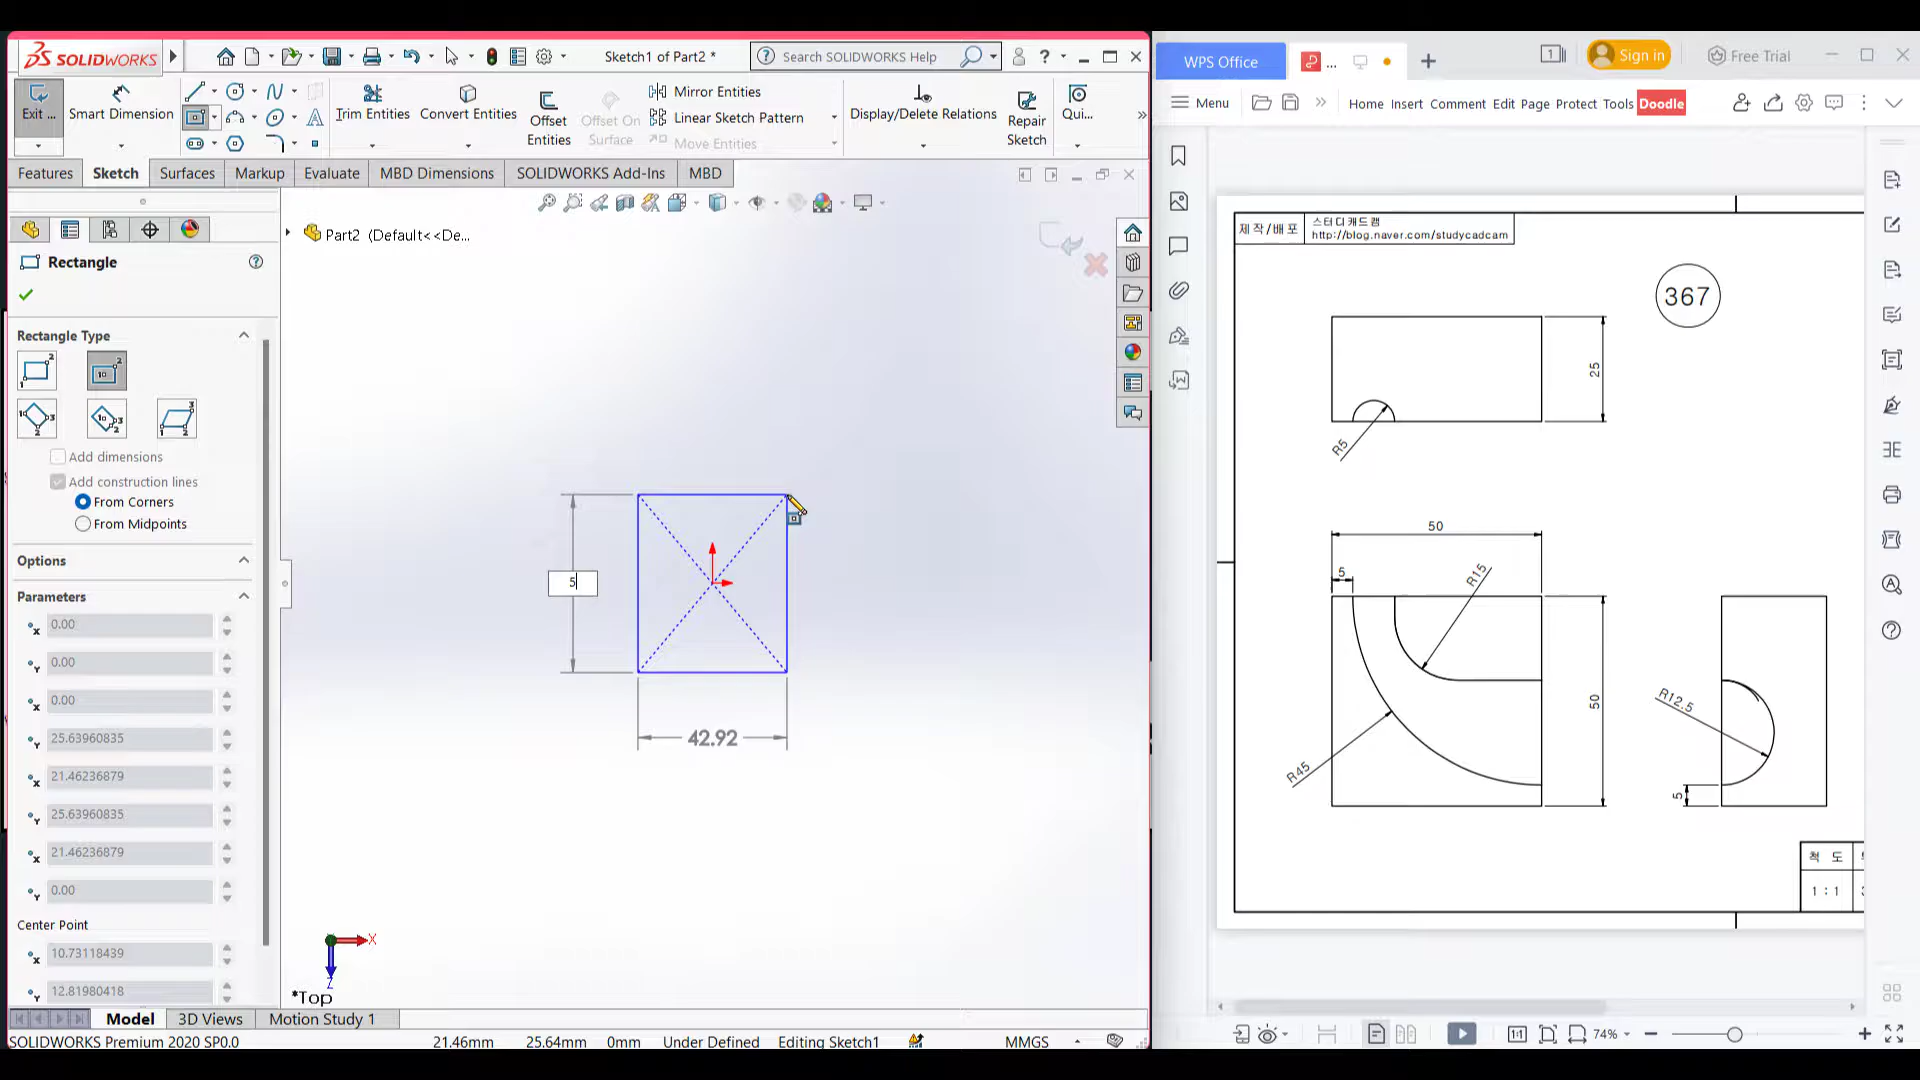 SOLIDWORKS
Sketch1 of Part2 *
Search SOLIDWORKS Help
?
Exit ...
Smart Dimension
Trim Entities
Convert Entities
Offset
Entities
Offset On
Surface
Mirror Entities
Linear Sketch Pattern
Move Entities
Display/Delete Relations
Repair
Sketch
Qui...
Features
Sketch
Surfaces
Markup
Evaluate
MBD Dimensions
SOLIDWORKS Add-Ins
MBD
Part2 (Default<<De...
Rectangle
Rectangle Type
Add dimensions
Add construction lines
From Corners
From Midpoints
Options
Parameters
0.00
0.00
0.00
25.63960835
21.46236879
25.63960835
21.46236879
0.00
Center Point
10.73118439
12.81980418
5
42.92
X
Z
*Top
Model
3D Views
Motion Study 1
SOLIDWORKS Premium 2020 SP0.0
21.46mm
25.64mm
0mm
Under Defined
Editing Sketch1
MMGS
WPS Office
...
1
Sign in
Free Trial
Menu
Home
Insert
Comment
Edit
Page
Protect
Tools
Doodle
제작/배포
스터디캐드캠
http://blog.naver.com/studycadcam
367
25
R5
50
5
R15
50
R45
R12.5
5
척 도
1 : 1
1:1
74%